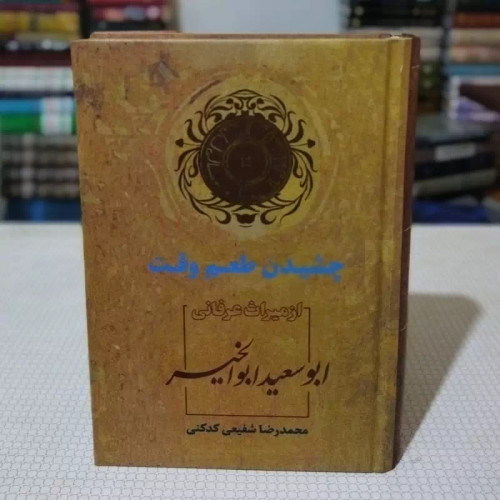 چشیدن طعم وقت
از میراث عرفانی
ابوسعید ابوالخیر
محمدرضا شفیعی کدکنی